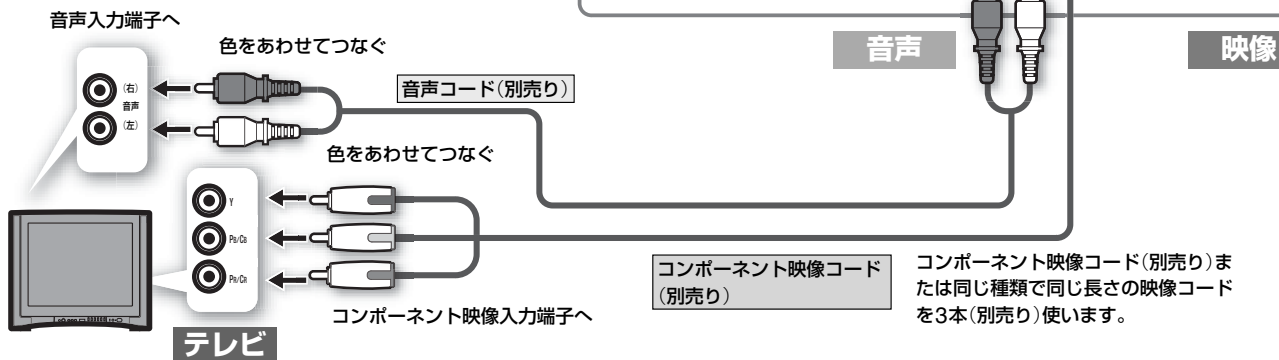 音声入力端子へ
色をあわせてつなぐ
音声
映像
(右)
音声
(左)
音声コード(別売り)
色をあわせてつなぐ
Y
PB/CB
PR/CR
コンポーネント映像入力端子へ
コンポーネント映像コード
(別売り)
コンポーネント映像コード(別売り)ま
たは同じ種類で同じ長さの映像コード
を3本(別売り)使います。
テレビ